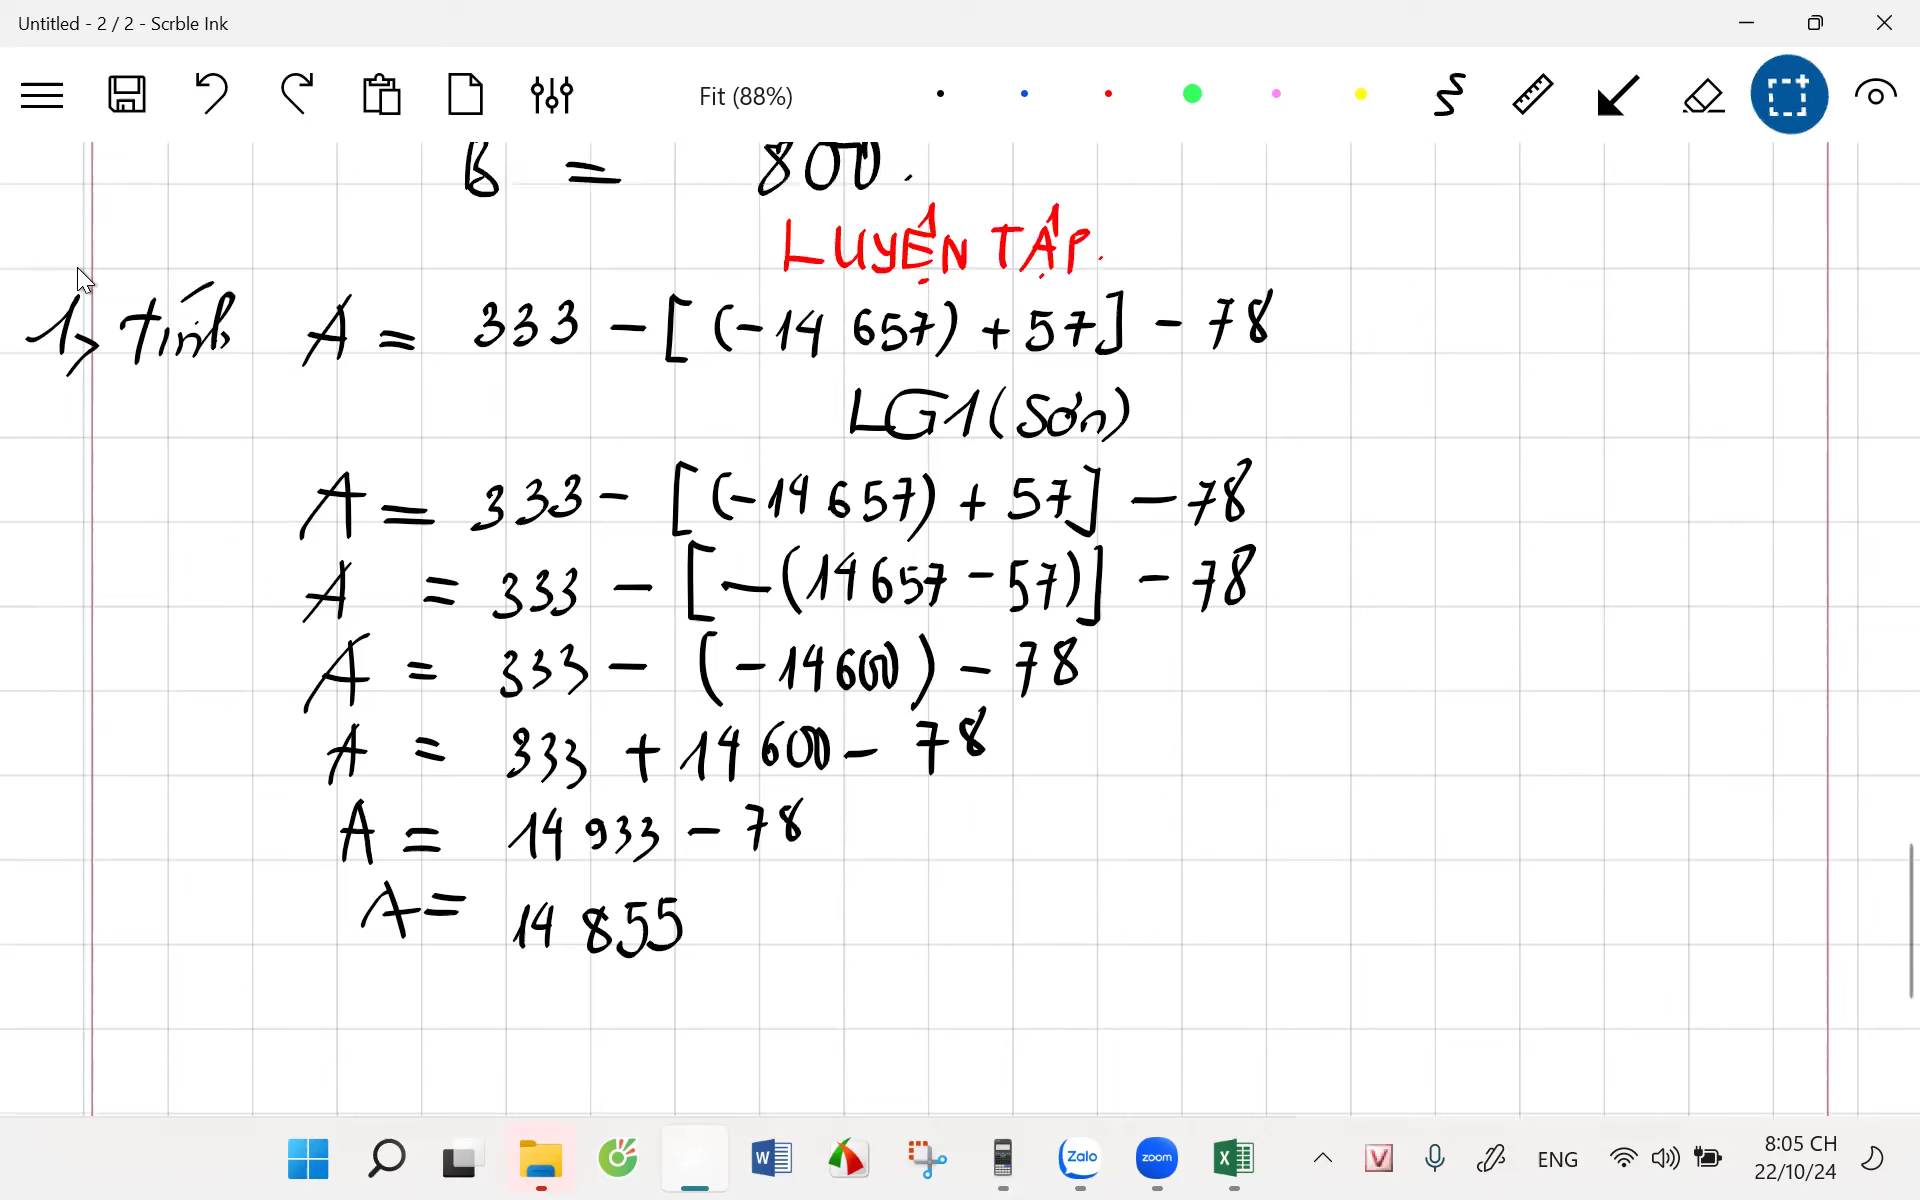 Untitled - 2 / 2 - Scrble Ink
Fit (88%)
B = 800.
LUYỆN TẬP.
1, Tính A = 333 - [(-14 657) + 57] - 78
LG1 (Sơn)
A = 333 - [(-14 657) + 57] - 78
A = 333 - [-(14 657 - 57)] - 78
A = 333 - (-14 600) - 78
A = 333 + 14 600 - 78
A = 14 933 - 78
A = 14 855
W
Zalo
zoom
X
V
ENG
8:05 CH
22/10/24